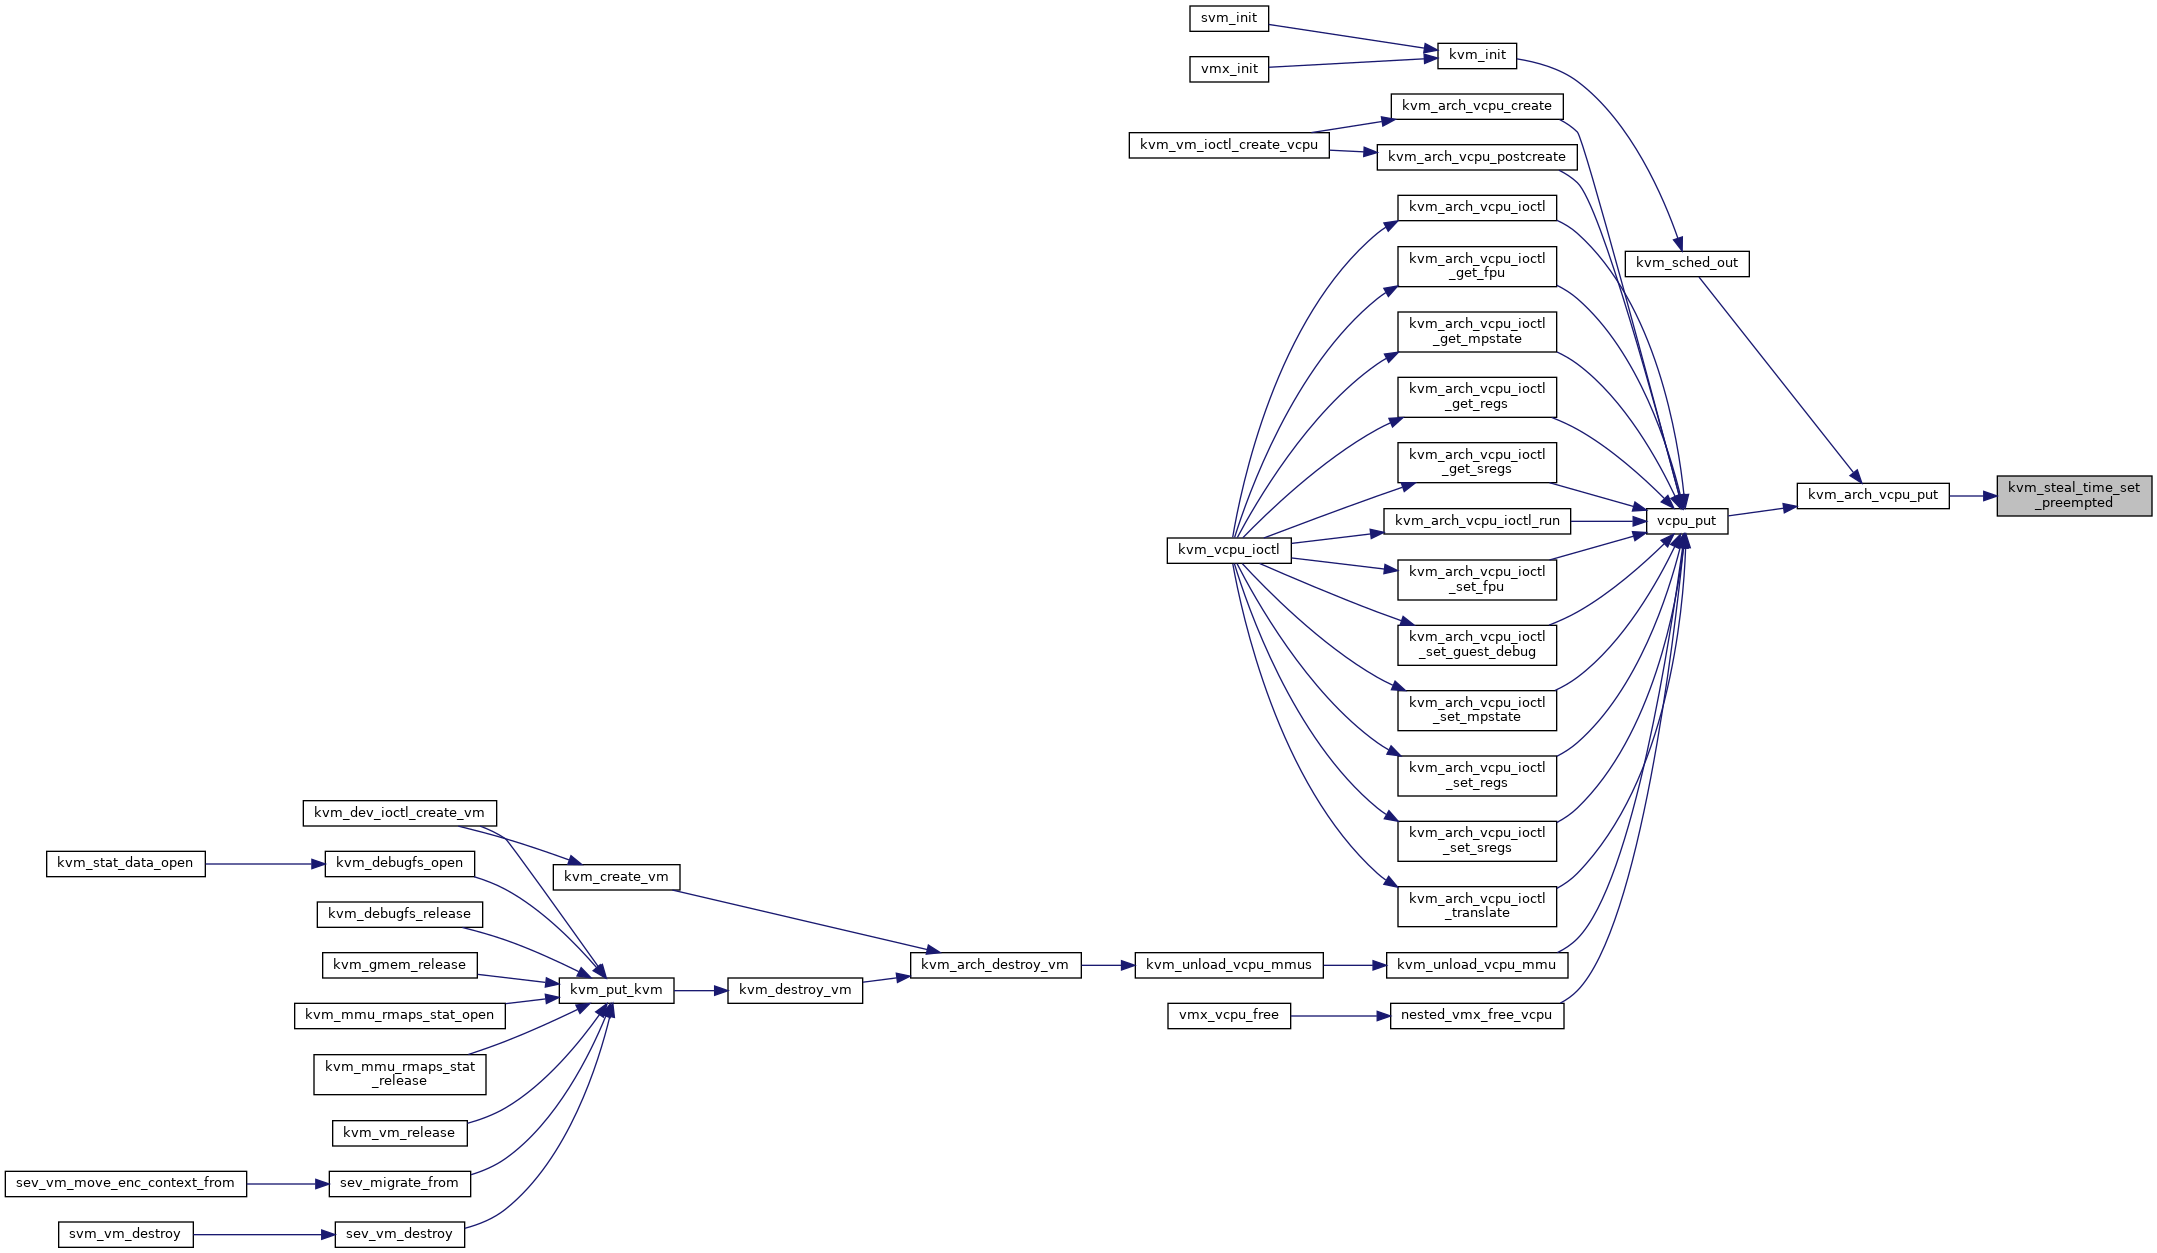 svm_init
kvm_init
vmx_init
kvm_arch_vcpu_create
kvm_vm_ioctl_create_vcpu
kvm_arch_vcpu_postcreate
kvm_arch_vcpu_ioctl
kvm_arch_vcpu_ioctl
_get_fpu
kvm_sched_out
kvm_arch_vcpu_ioctl
_get_mpstate
kvm_arch_vcpu_ioctl
_get_regs
kvm_arch_vcpu_ioctl
_get_sregs
kvm_arch_vcpu_put
kvm_steal_time_set
_preempted
kvm_arch_vcpu_ioctl_run
vcpu_put
kvm_vcpu_ioctl
kvm_arch_vcpu_ioctl
_set_fpu
kvm_arch_vcpu_ioctl
_set_guest_debug
kvm_arch_vcpu_ioctl
_set_mpstate
kvm_arch_vcpu_ioctl
_set_regs
kvm_arch_vcpu_ioctl
_set_sregs
kvm_arch_vcpu_ioctl
_translate
kvm_dev_ioctl_create_vm
kvm_stat_data_open
kvm_debugfs_open
kvm_create_vm
kvm_debugfs_release
kvm_gmem_release
kvm_arch_destroy_vm
kvm_unload_vcpu_mmus
kvm_unload_vcpu_mmu
kvm_put_kvm
kvm_destroy_vm
kvm_mmu_rmaps_stat_open
vmx_vcpu_free
nested_vmx_free_vcpu
kvm_mmu_rmaps_stat
_release
kvm_vm_release
sev_vm_move_enc_context_from
sev_migrate_from
svm_vm_destroy
sev_vm_destroy